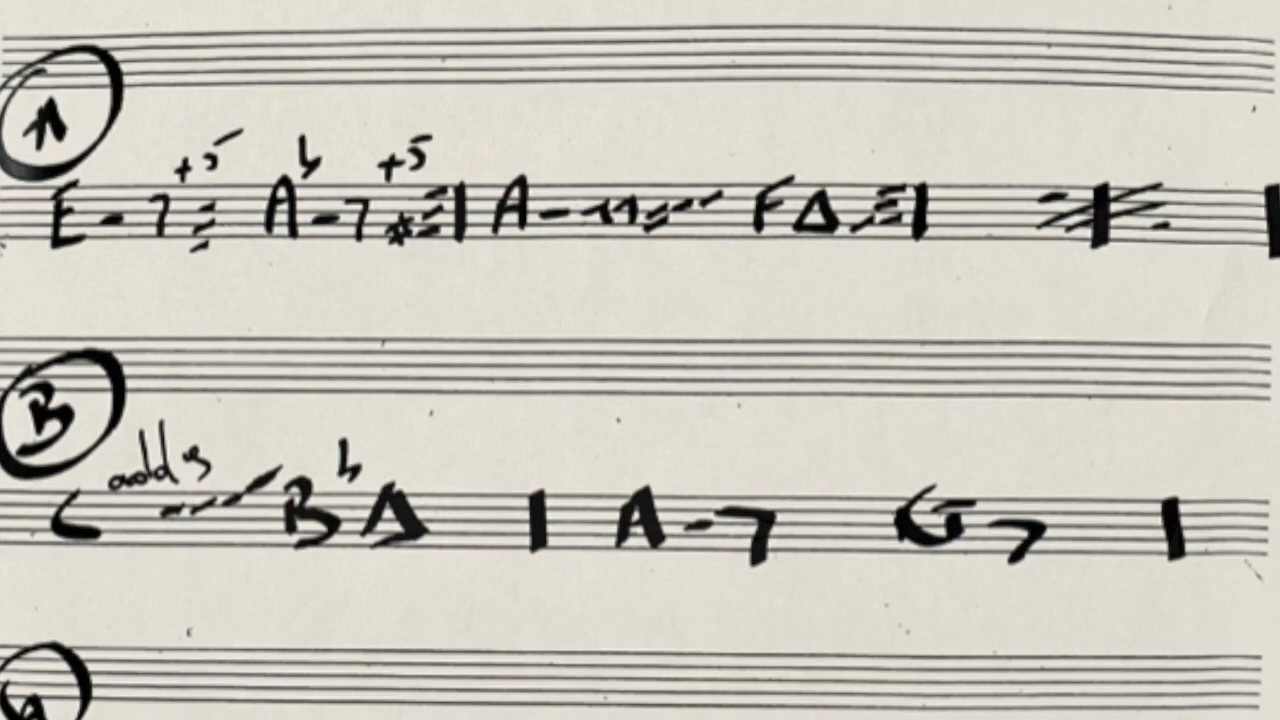 A
E-7+5 Ab-7+5 | A-11 FΔ |
B
C add9 BbΔ | A-7 G7 |